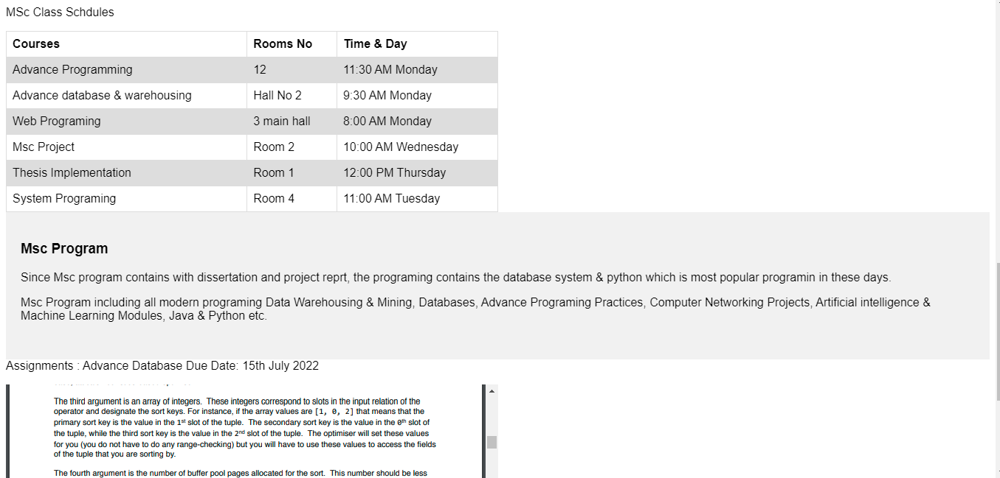 MSc Class Schdules
Courses Rooms No Time & Day
Advance Programming 12 11:30 AM Monday
Advance database & warehousing Hall No 2 9:30 AM Monday
Web Programing 3 main hall 8:00 AM Monday
Msc Project Room 2 10:00 AM Wednesday
Thesis Implementation Room 1 12:00 PM Thursday
System Programing Room 4 11:00 AM Tuesday
Msc Program
Since Msc program contains with dissertation and project reprt, the programing contains the database system & python which is most popular programin in these days.
Msc Program including all modern programing Data Warehousing & Mining, Databases, Advance Programing Practices, Computer Networking Projects, Artificial intelligence &
Machine Learning Modules, Java & Python etc.
Assignments : Advance Database Due Date: 15th July 2022
The third argument is an array of integers. These integers correspond to slots in the input relation of the
operator and designate the sort keys. For instance, if the array values are [1, 0, 2] that means that the
primary sort key is the value in the 1st slot of the tuple. The secondary sort key is the value in the 0th slot of
the tuple, while the third sort key is the value in the 2nd slot of the tuple. The optimiser will set these values
for you (you do not have to do any range-checking) but you will have to use these values to access the fields
of the tuple that you are sorting by.
The fourth argument is the number of buffer pool pages allocated for the sort. This number should be less